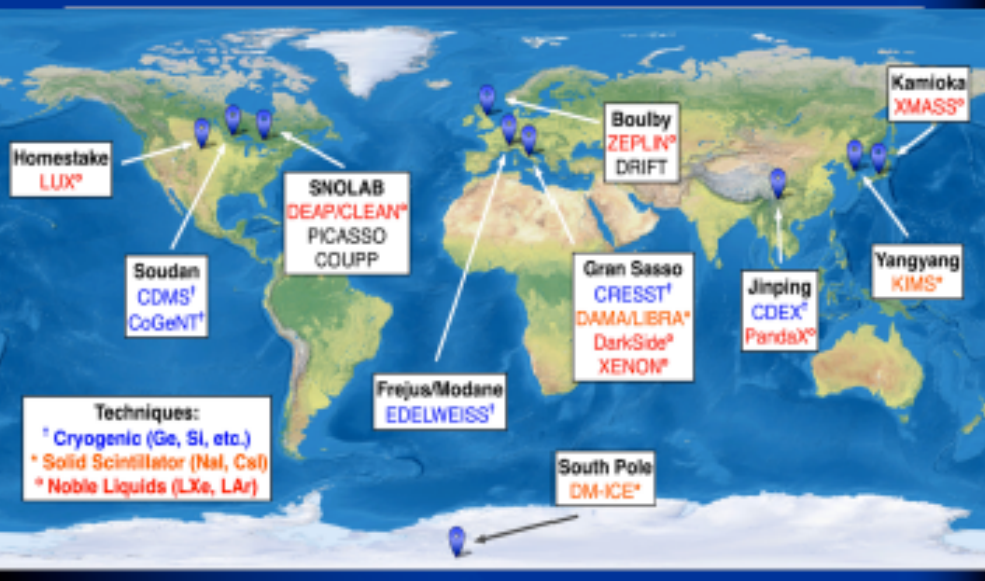 Homestake
LUX°
Soudan
CDMS†
CoGeNT†
SNOLAB
DEAP/CLEAN°
PICASSO
COUPP
Frejus/Modane
EDELWEISS†
Boulby
ZEPLIN°
DRIFT
Gran Sasso
CRESST†
DAMA/LIBRA*
DarkSide°
XENON°
Jinping
CDEX†
PandaX°
Kamioka
XMASS°
Yangyang
KIMS*
South Pole
DM-ICE*
Techniques:
† Cryogenic (Ge, Si, etc.)
* Solid Scintillator (NaI, CsI)
° Noble Liquids (LXe, LAr)